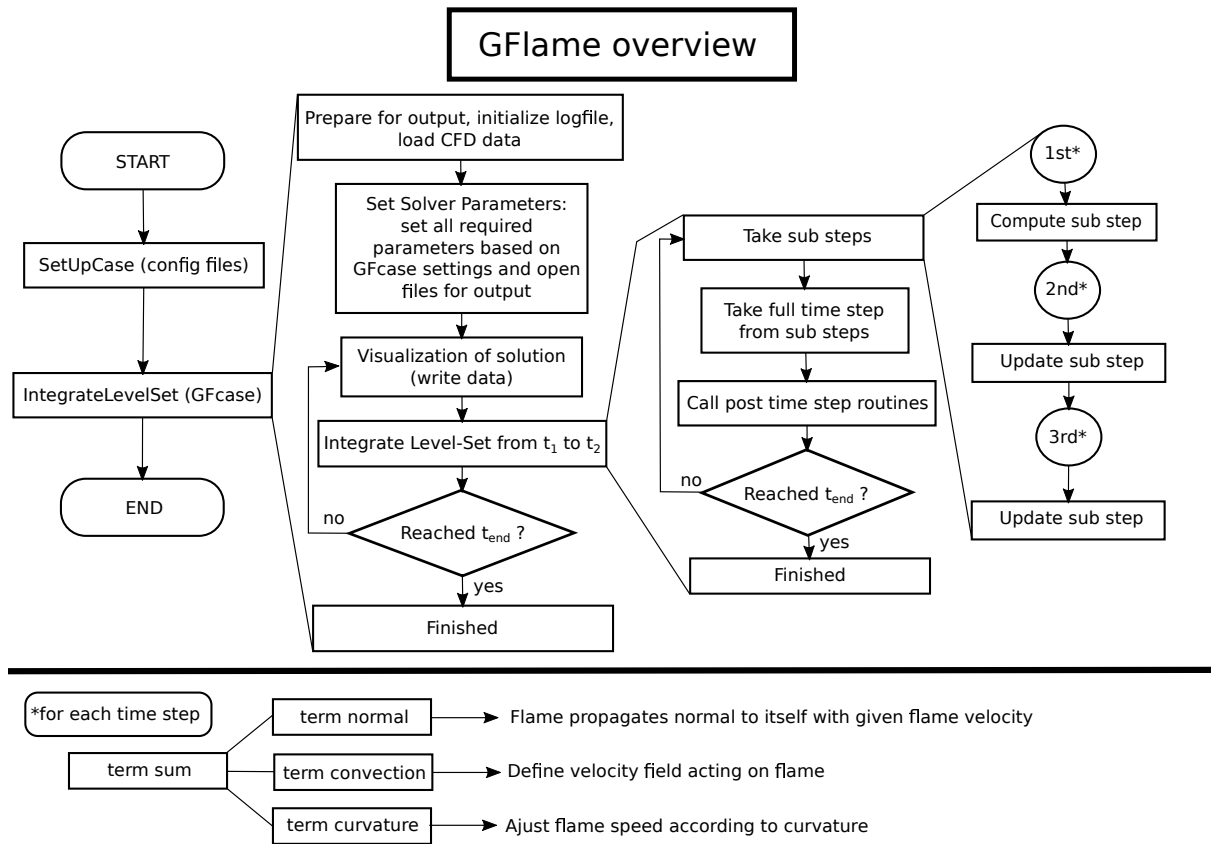 GFlame overview
START
SetUpCase (config files)
IntegrateLevelSet (GFcase)
END
Prepare for output, initialize logfile,
load CFD data
Set Solver Parameters:
set all required
parameters based on
GFcase settings and open
files for output
Visualization of solution
(write data)
Integrate Level-Set from t1 to t2
Reached tend ?
no
yes
Finished
Take sub steps
Take full time step
from sub steps
Call post time step routines
Reached tend ?
no
yes
Finished
1st*
Compute sub step
2nd*
Update sub step
3rd*
Update sub step
*for each time step
term sum
term normal
Flame propagates normal to itself with given flame velocity
term convection
Define velocity field acting on flame
term curvature
Ajust flame speed according to curvature